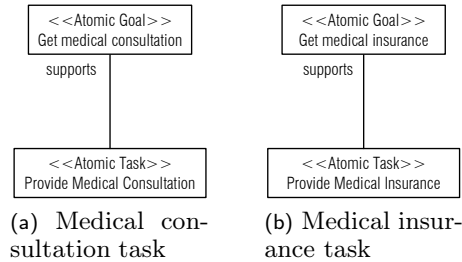 <<Atomic Goal>>
Get medical consultation
supports
<<Atomic Task>>
Provide Medical Consultation
(a) Medical con-
sultation task
<<Atomic Goal>>
Get medical insurance
supports
<<Atomic Task>>
Provide Medical Insurance
(b) Medical insur-
ance task